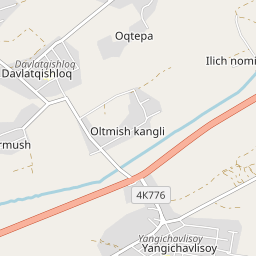 Oqtepa
Ilich nomi
Davlatqishloq
Davlatqishloq
Oltmish kangli
rmush
4K776
Yangichavlisoy
Yangichavlisoy